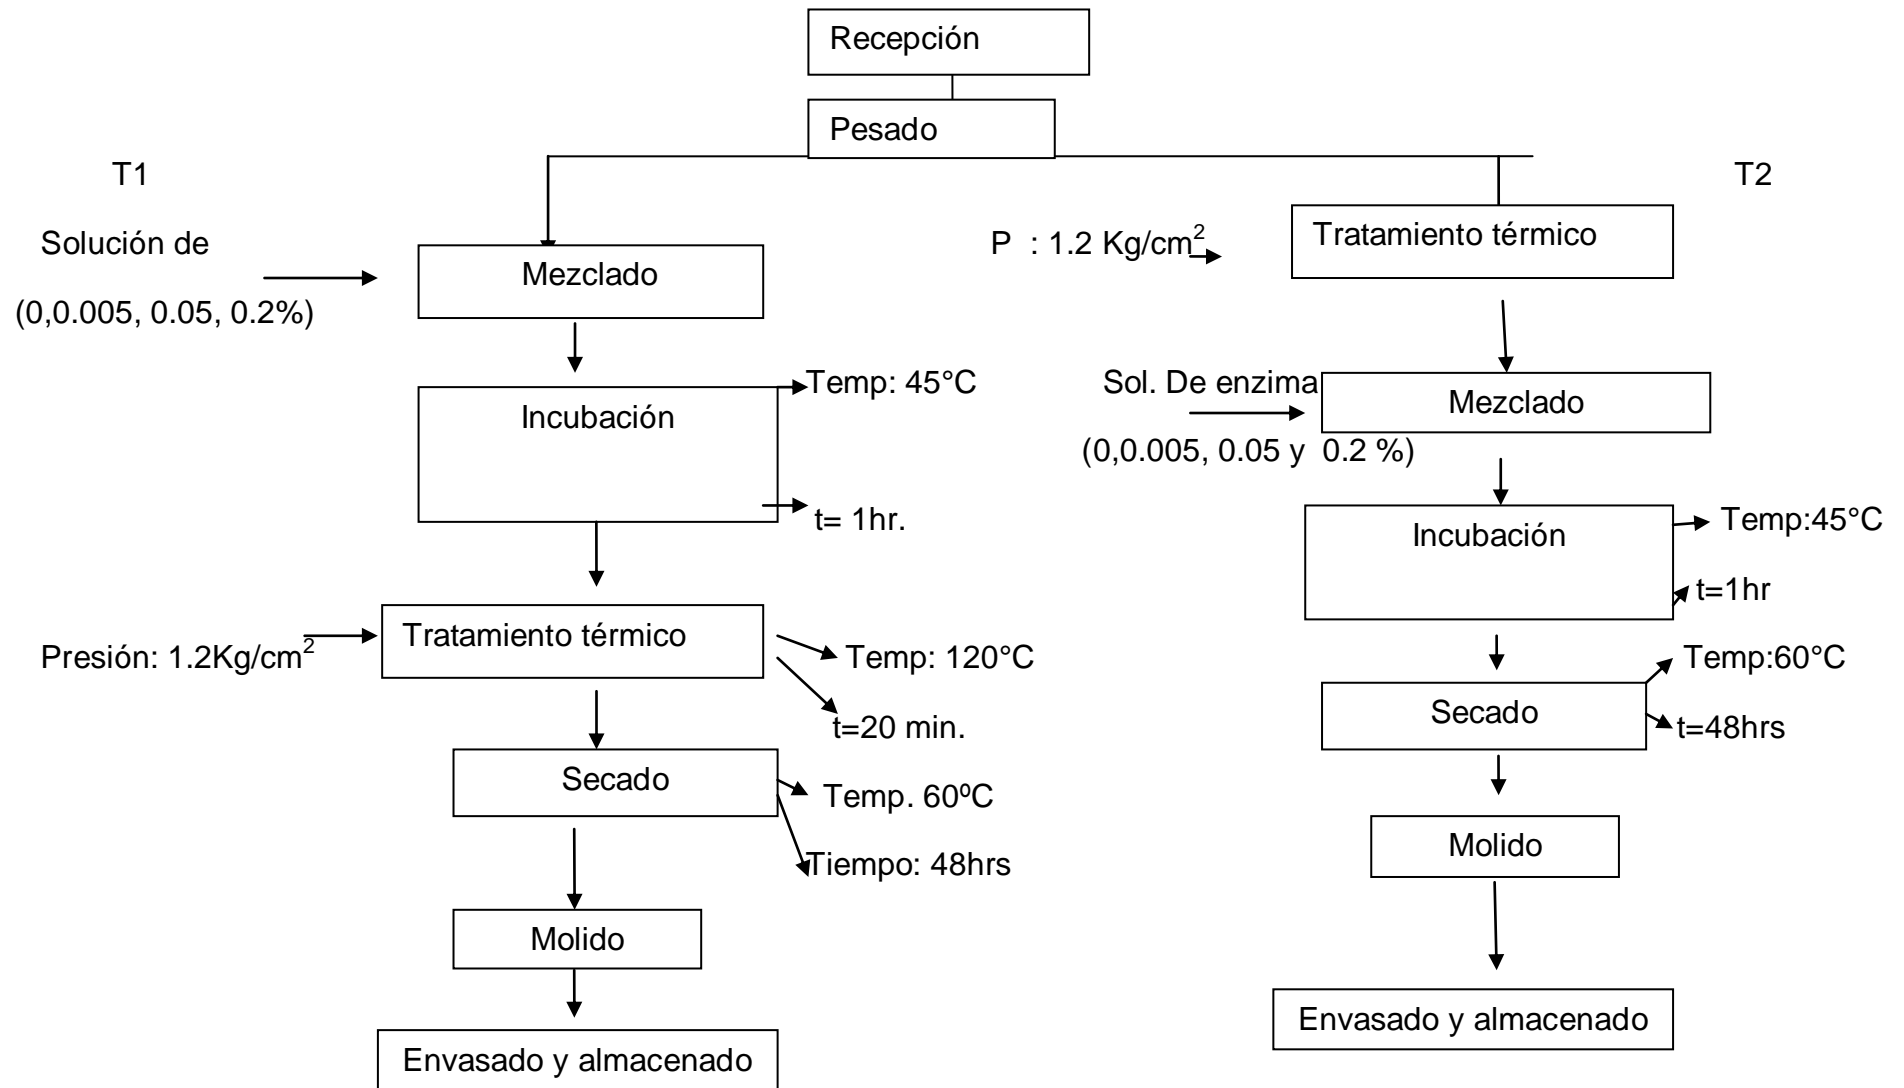 Recepción
Pesado
T1
Solución de
(0,0.005, 0.05, 0.2%)
Mezclado
Incubación
Temp: 45°C
t= 1hr.
Presión: 1.2Kg/cm²
Tratamiento térmico
Temp: 120°C
t=20 min.
Secado
Temp. 60ºC
Tiempo: 48hrs
Molido
Envasado y almacenado
T2
P : 1.2 Kg/cm²
Tratamiento térmico
Sol. De enzima
(0,0.005, 0.05 y 0.2 %)
Mezclado
Incubación
Temp:45°C
t=1hr
Temp:60°C
Secado
t=48hrs
Molido
Envasado y almacenado